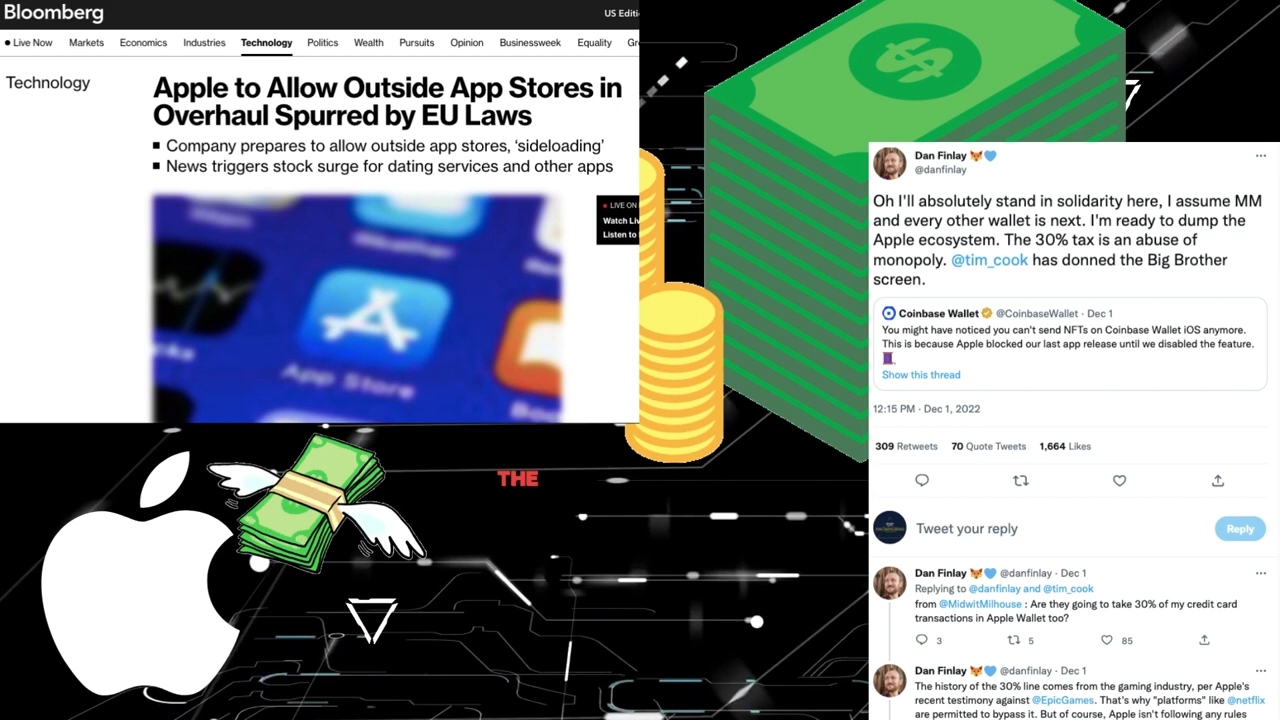 Bloomberg
US Editi
Live Now Markets Economics Industries Technology Politics Wealth Pursuits Opinion Businessweek Equality Gr
Technology
Apple to Allow Outside App Stores in
Overhaul Spurred by EU Laws
Company prepares to allow outside app stores, ‘sideloading’
News triggers stock surge for dating services and other apps
LIVE ON
Watch Liv
Listen to
Weather
App Store
THE
Dan Finlay
@danfinlay
Oh I'll absolutely stand in solidarity here, I assume MM
and every other wallet is next. I'm ready to dump the
Apple ecosystem. The 30% tax is an abuse of
monopoly. @tim_cook has donned the Big Brother
screen.
Coinbase Wallet @CoinbaseWallet · Dec 1
You might have noticed you can't send NFTs on Coinbase Wallet iOS anymore.
This is because Apple blocked our last app release until we disabled the feature.
Show this thread
12:15 PM · Dec 1, 2022
309 Retweets 70 Quote Tweets 1,664 Likes
Tweet your reply
Reply
Dan Finlay @danfinlay · Dec 1
Replying to @danfinlay and @tim_cook
from @MidwitMilhouse : Are they going to take 30% of my credit card
transactions in Apple Wallet too?
3 5 85
Dan Finlay @danfinlay · Dec 1
The history of the 30% line comes from the gaming industry, per Apple's
recent testimony against @EpicGames. That's why "platforms" like @netflix
are permitted to bypass it. But of course, Apple isn't following any rules